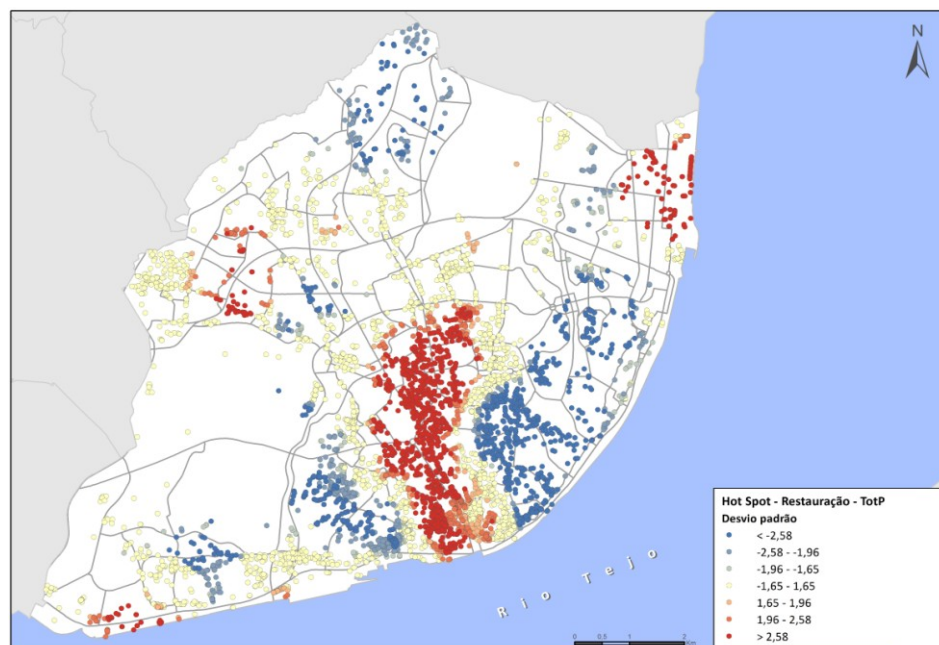 N
Hot Spot - Restauração - TotP
Desvio padrão
< -2,58
-2,58 - -1,96
-1,96 - -1,65
-1,65 - 1,65
1,65 - 1,96
1,96 - 2,58
> 2,58
Rio Tejo
0 0,5 1 2
Km